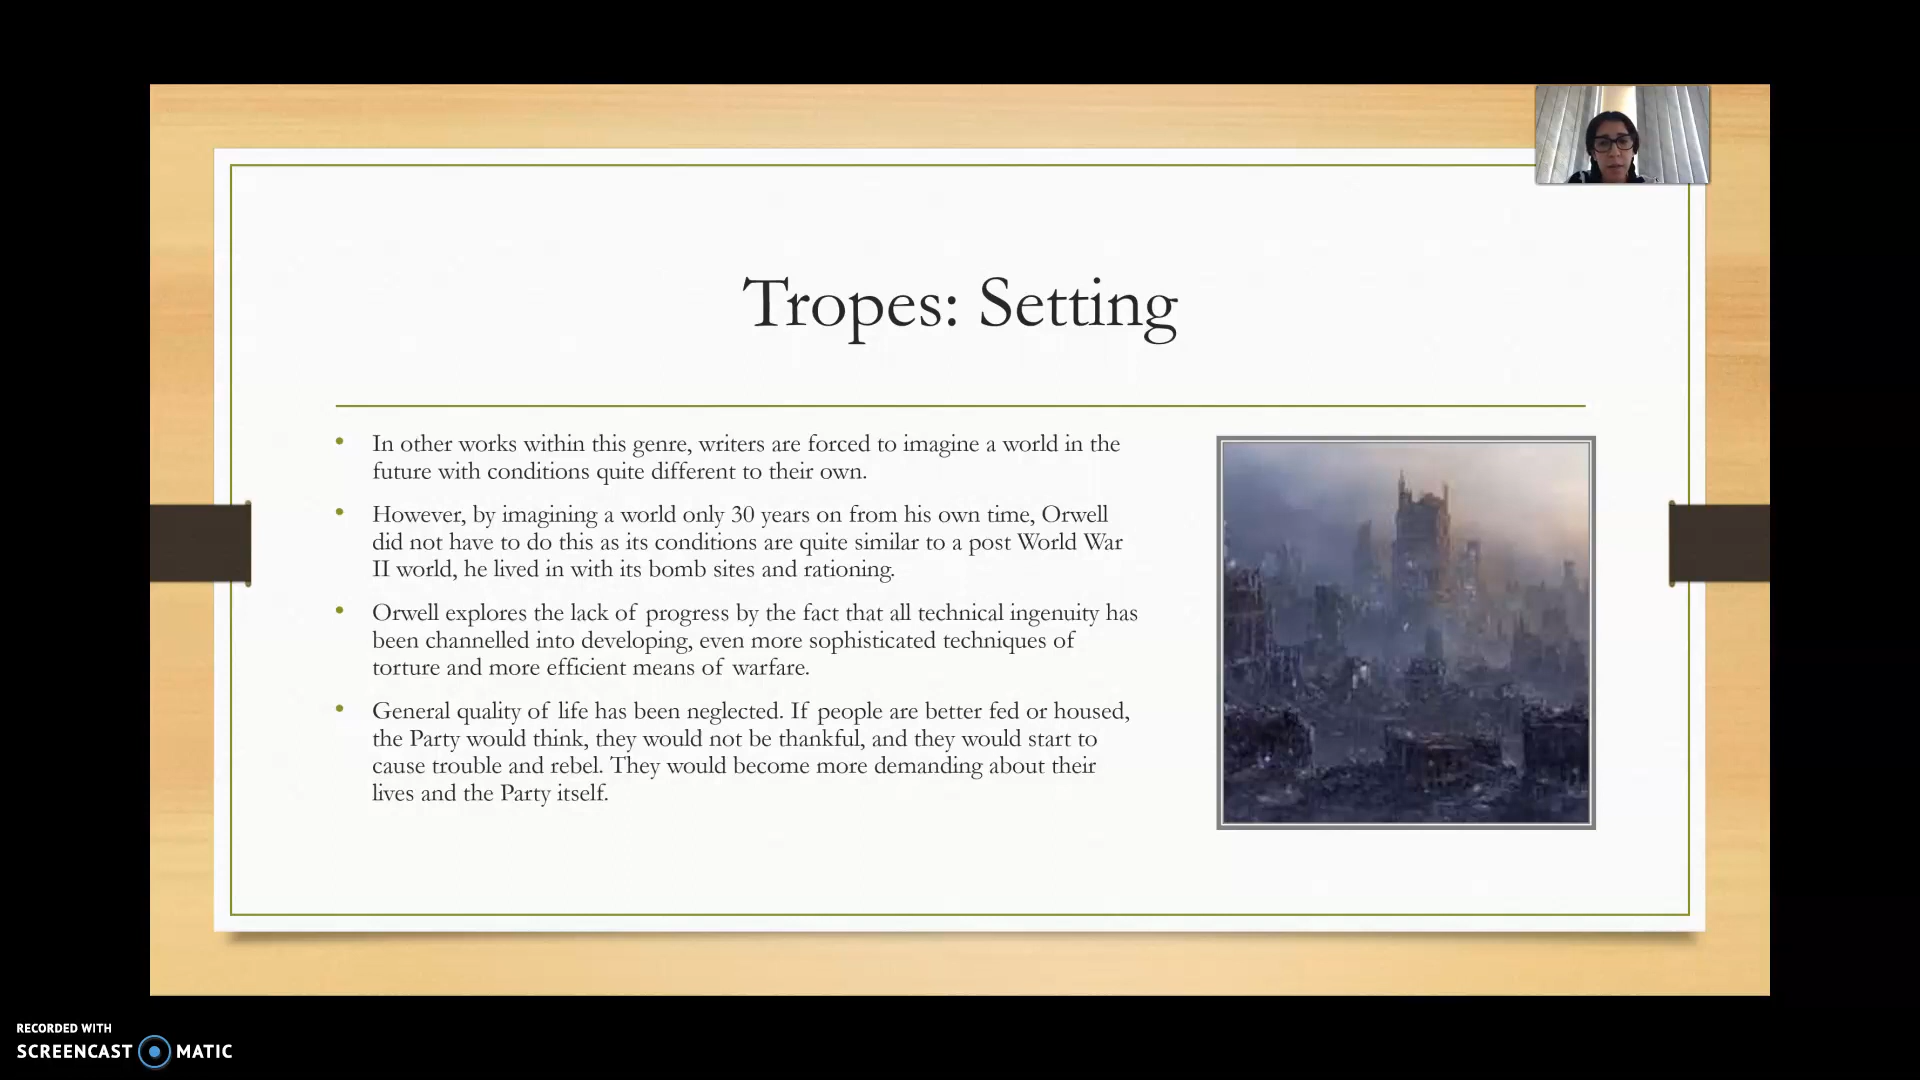 Tropes: Setting
• In other works within this genre, writers are forced to imagine a world in the
future with conditions quite different to their own.
• However, by imagining a world only 30 years on from his own time, Orwell
did not have to do this as its conditions are quite similar to a post World War
II world, he lived in with its bomb sites and rationing.
• Orwell explores the lack of progress by the fact that all technical ingenuity has
been channelled into developing, even more sophisticated techniques of
torture and more efficient means of warfare.
• General quality of life has been neglected. If people are better fed or housed,
the Party would think, they would not be thankful, and they would start to
cause trouble and rebel. They would become more demanding about their
lives and the Party itself.
RECORDED WITH
SCREENCAST MATIC